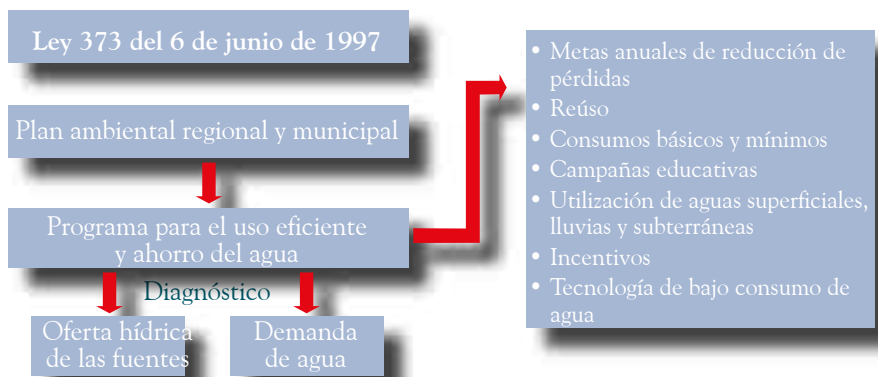 Ley 373 del 6 de junio de 1997
Plan ambiental regional y municipal
Programa para el uso eficiente
y ahorro del agua
Diagnóstico
Oferta hídrica
de las fuentes
Demanda
de agua
• Metas anuales de reducción de
pérdidas
• Reúso
• Consumos básicos y mínimos
• Campañas educativas
• Utilización de aguas superficiales,
lluvias y subterráneas
• Incentivos
• Tecnología de bajo consumo de
agua